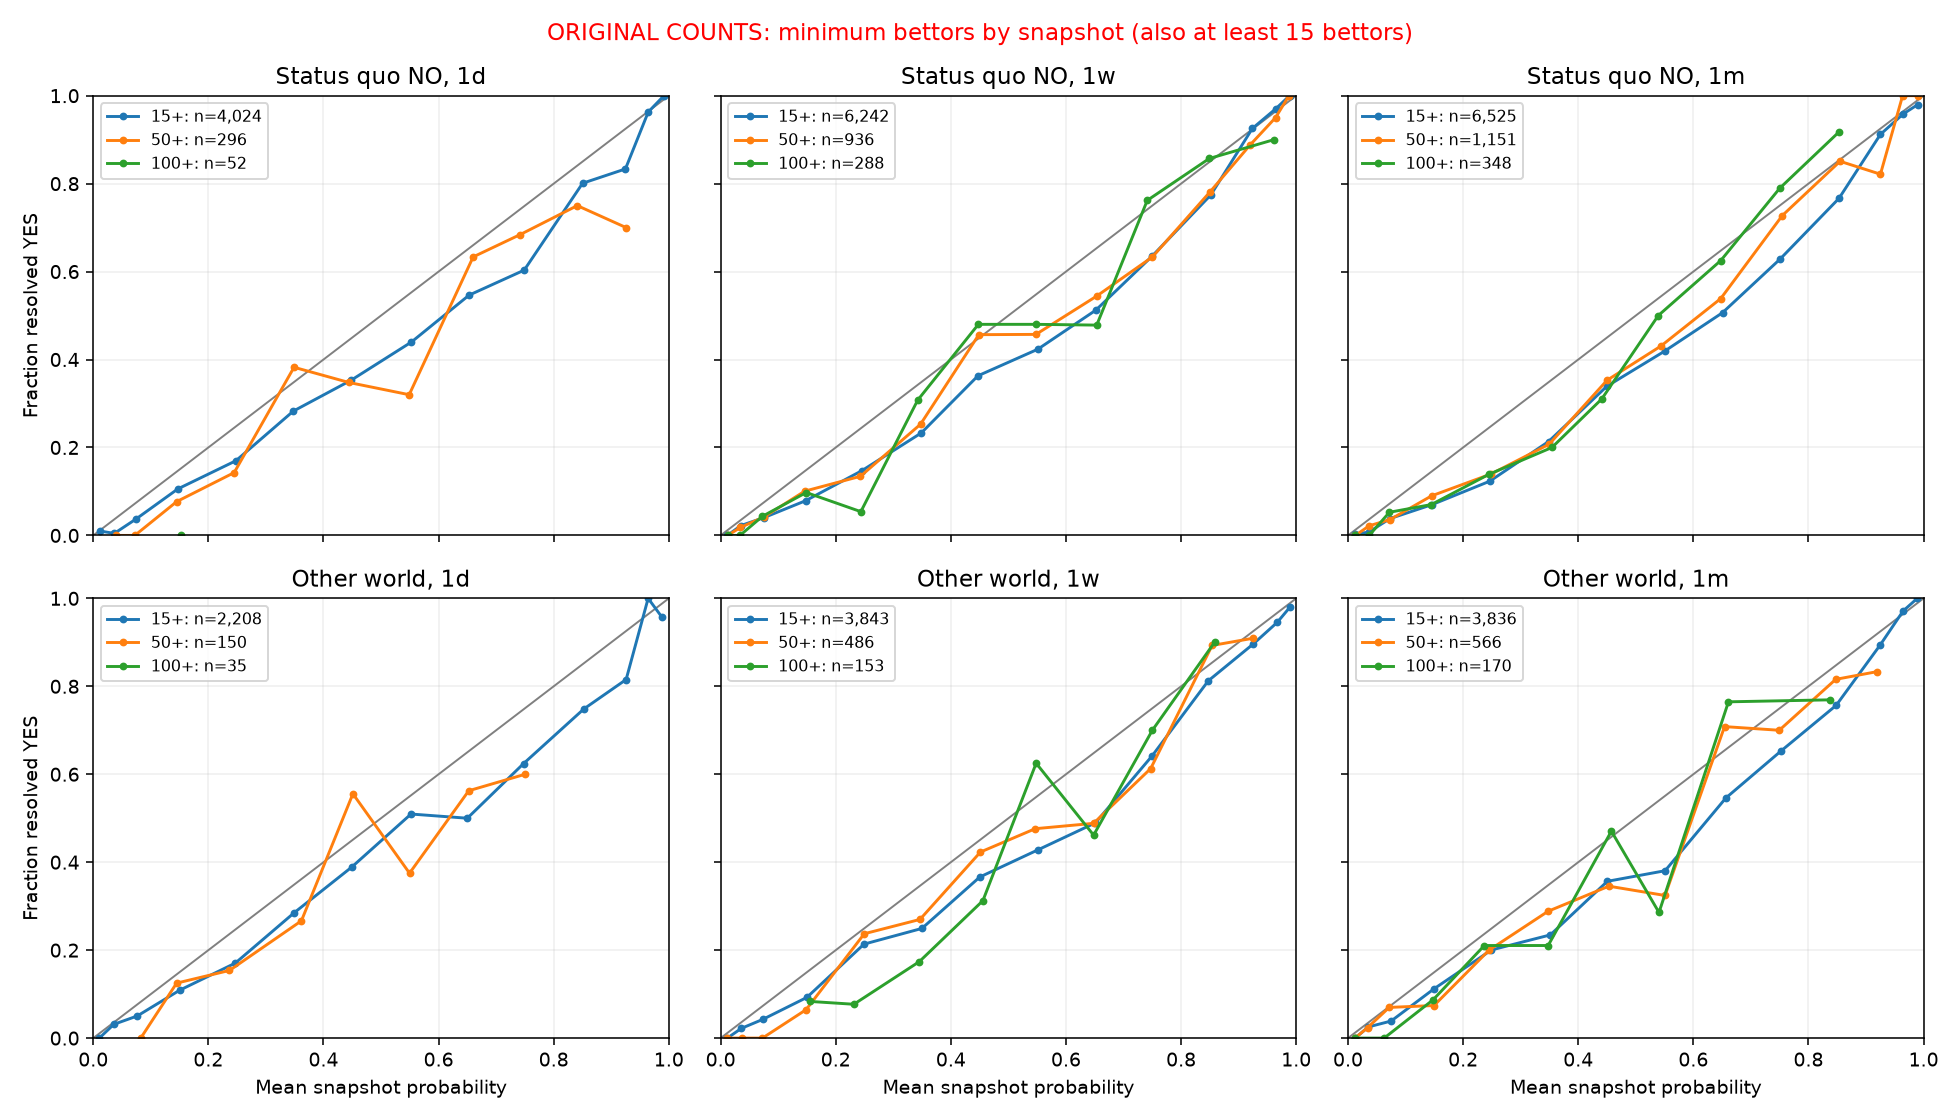 ORIGINAL COUNTS: minimum bettors by snapshot (also at least 15 bettors)
Status quo NO, 1d
Status quo NO, 1w
Status quo NO, 1m
15+: n=4,024
50+: n=296
100+: n=52
15+: n=6,242
50+: n=936
100+: n=288
15+: n=6,525
50+: n=1,151
100+: n=348
Fraction resolved YES
1.0
0.8
0.6
0.4
0.2
0.0
Other world, 1d
Other world, 1w
Other world, 1m
15+: n=2,208
50+: n=150
100+: n=35
15+: n=3,843
50+: n=486
100+: n=153
15+: n=3,836
50+: n=566
100+: n=170
Fraction resolved YES
1.0
0.8
0.6
0.4
0.2
0.0
0.0 0.2 0.4 0.6 0.8 1.0
0.0 0.2 0.4 0.6 0.8 1.0
0.0 0.2 0.4 0.6 0.8 1.0
Mean snapshot probability
Mean snapshot probability
Mean snapshot probability